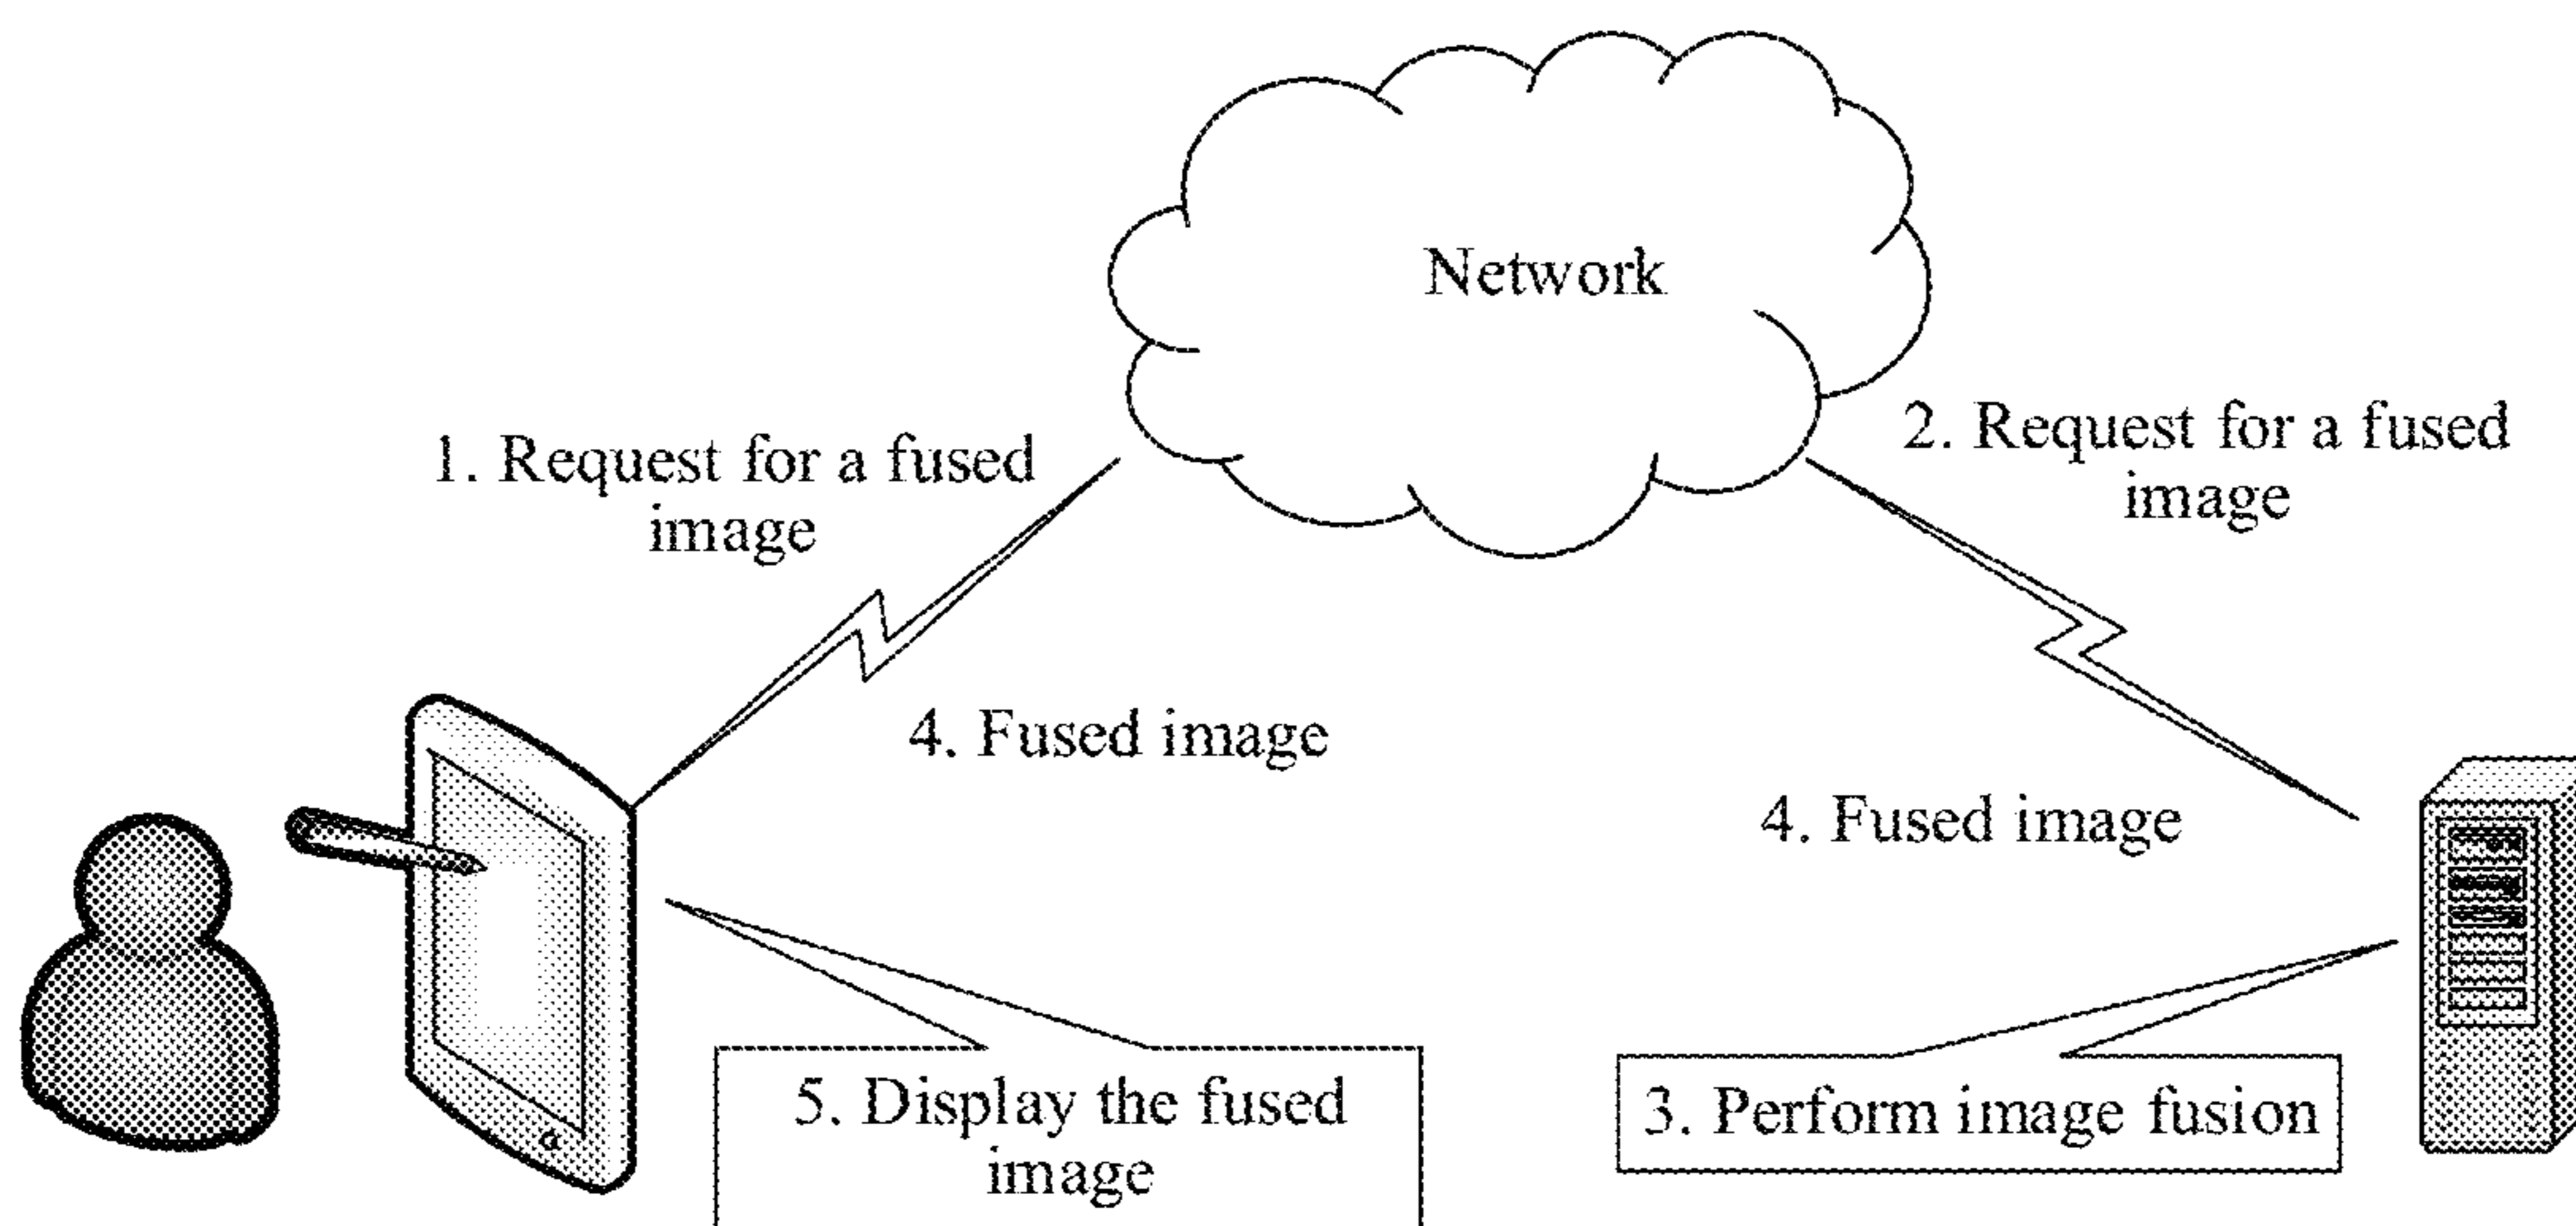 Network
1. Request for a fused
image
2. Request for a fused
image
4. Fused image
4. Fused image
5. Display the fused
image
3. Perform image fusion